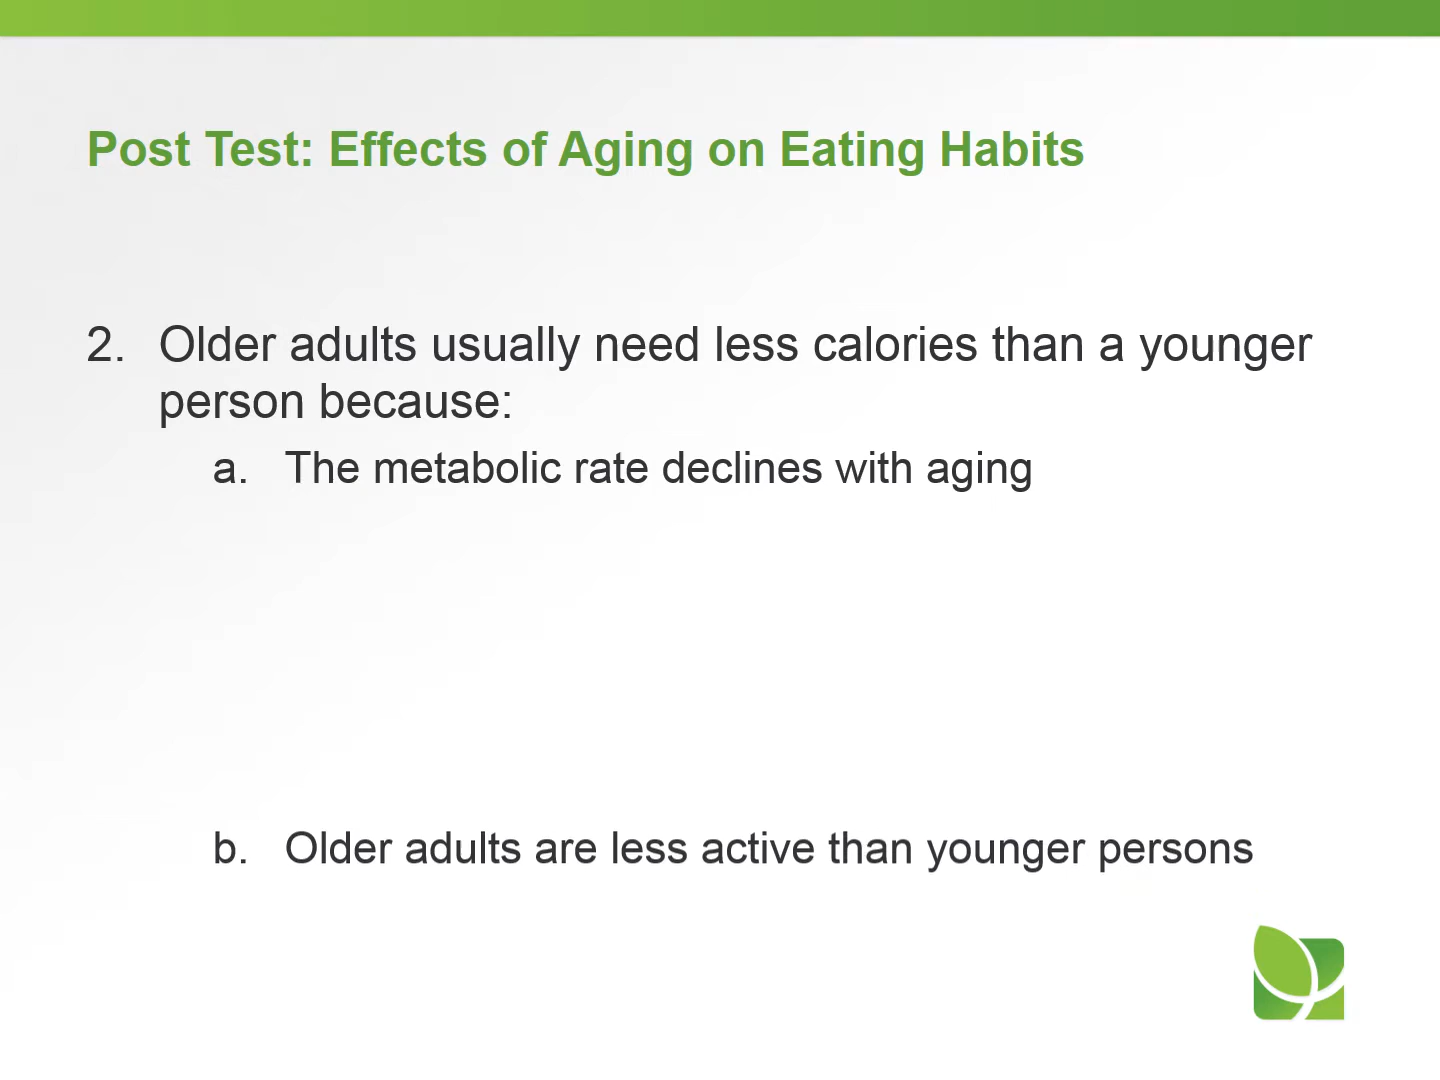 Post Test: Effects of Aging on Eating Habits
2. Older adults usually need less calories than a younger
person because:
a. The metabolic rate declines with aging
b. Older adults are less active than younger persons